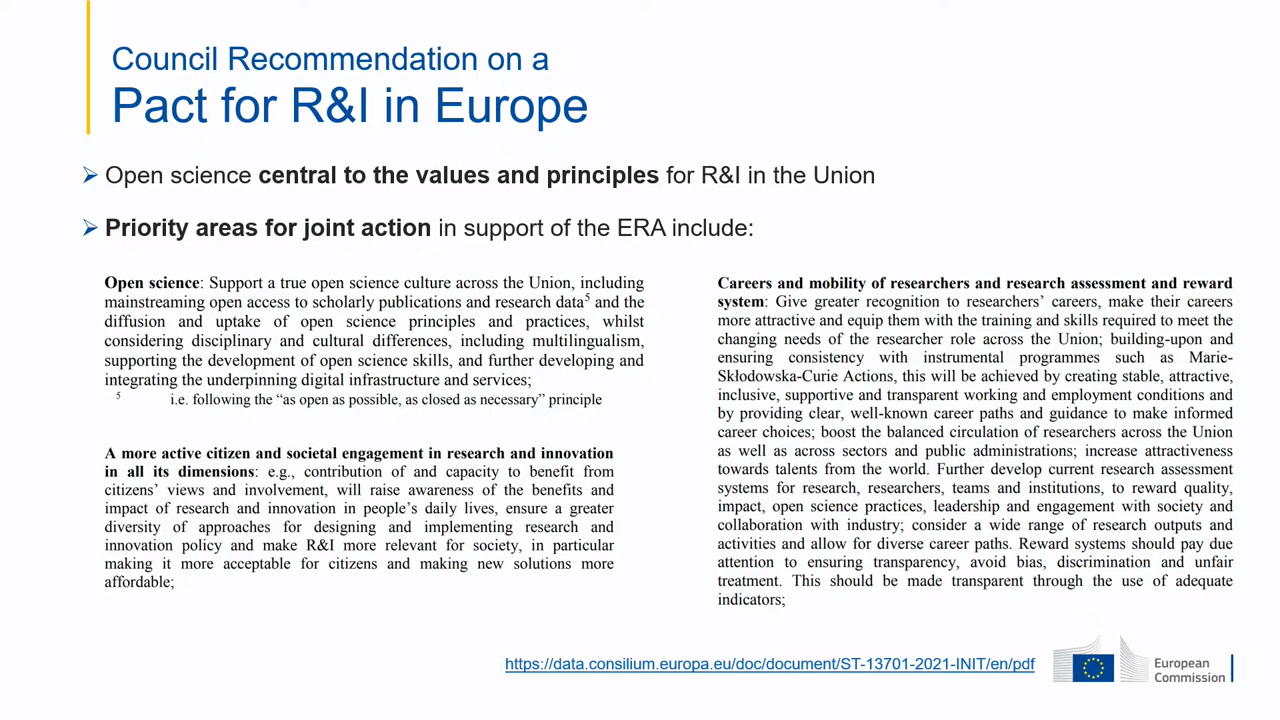 Council Recommendation on a
Pact for R&I in Europe
➢ Open science central to the values and principles for R&I in the Union
➢ Priority areas for joint action in support of the ERA include:
Open science: Support a true open science culture across the Union, including
mainstreaming open access to scholarly publications and research data⁵ and the
diffusion and uptake of open science principles and practices, whilst
considering disciplinary and cultural differences, including multilingualism,
supporting the development of open science skills, and further developing and
integrating the underpinning digital infrastructure and services;
⁵ i.e. following the “as open as possible, as closed as necessary” principle
A more active citizen and societal engagement in research and innovation
in all its dimensions: e.g., contribution of and capacity to benefit from
citizens’ views and involvement, will raise awareness of the benefits and
impact of research and innovation in people’s daily lives, ensure a greater
diversity of approaches for designing and implementing research and
innovation policy and make R&I more relevant for society, in particular
making it more acceptable for citizens and making new solutions more
affordable;
Careers and mobility of researchers and research assessment and reward
system: Give greater recognition to researchers’ careers, make their careers
more attractive and equip them with the training and skills required to meet the
changing needs of the researcher role across the Union; building-upon and
ensuring consistency with instrumental programmes such as Marie-
Skłodowska-Curie Actions, this will be achieved by creating stable, attractive,
inclusive, supportive and transparent working and employment conditions and
by providing clear, well-known career paths and guidance to make informed
career choices; boost the balanced circulation of researchers across the Union
as well as across sectors and public administrations; increase attractiveness
towards talents from the world. Further develop current research assessment
systems for research, researchers, teams and institutions, to reward quality,
impact, open science practices, leadership and engagement with society and
collaboration with industry; consider a wide range of research outputs and
activities and allow for diverse career paths. Reward systems should pay due
attention to ensuring transparency, avoid bias, discrimination and unfair
treatment. This should be made transparent through the use of adequate
indicators;
https://data.consilium.europa.eu/doc/document/ST-13701-2021-INIT/en/pdf
European
Commission